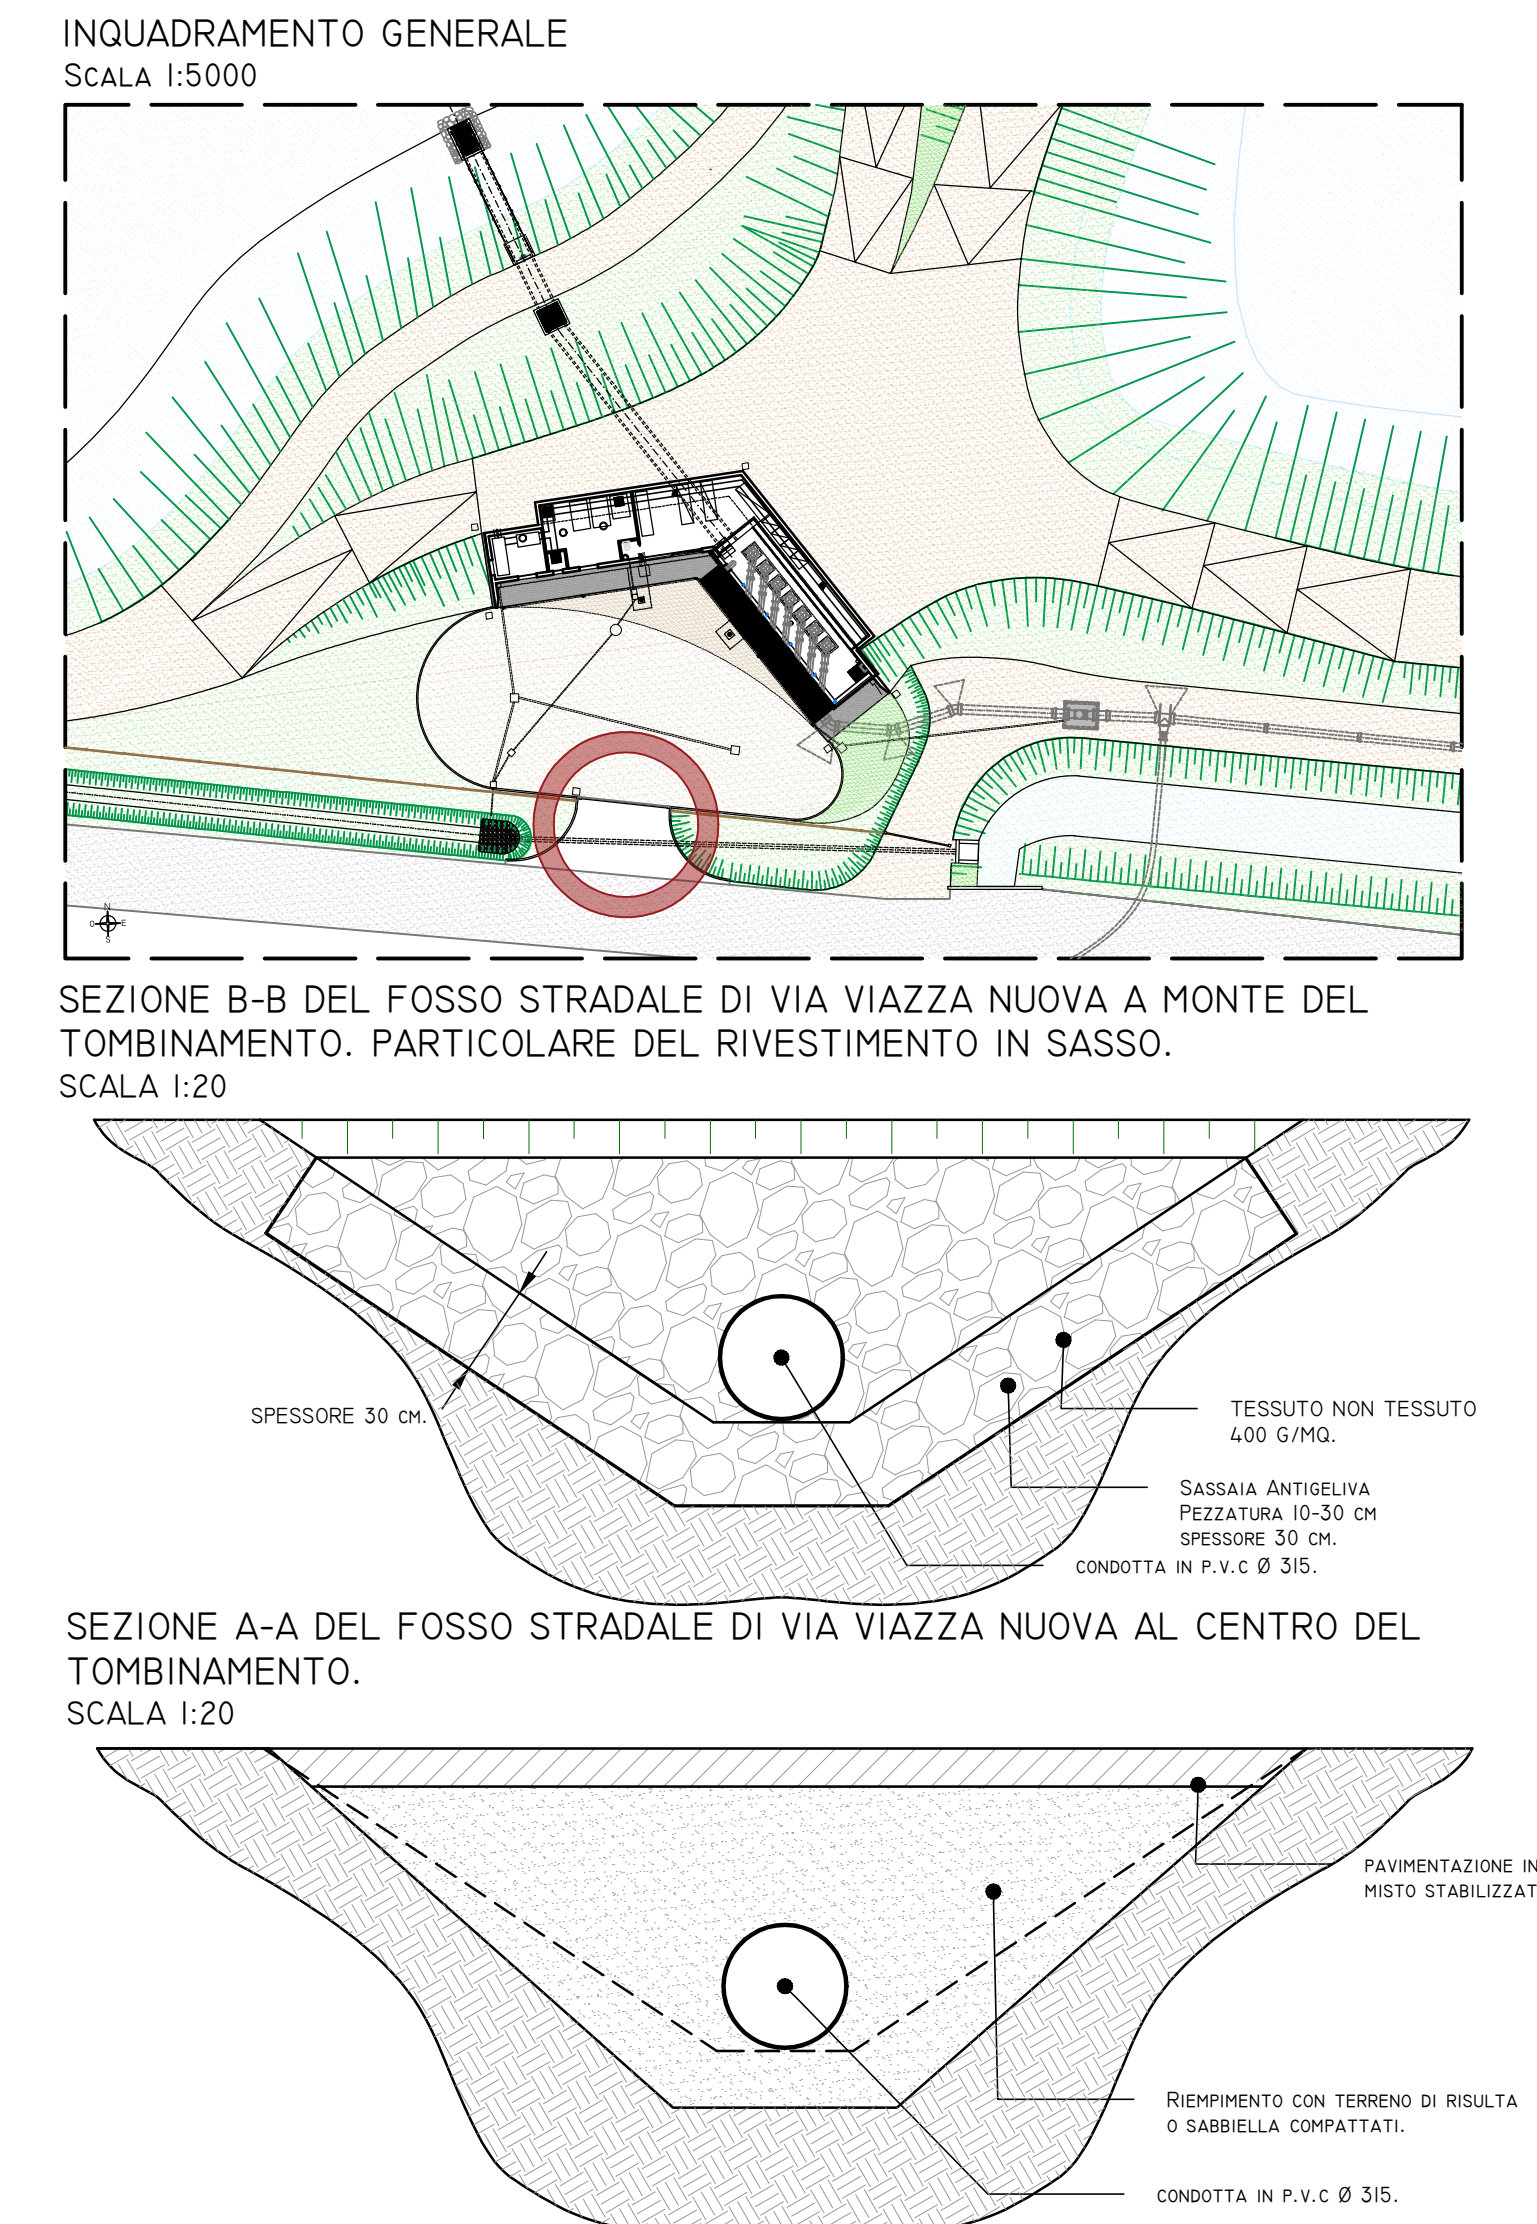 INQUADRAMENTO GENERALE
SCALA 1:5000
N
O E
S
SEZIONE B-B DEL FOSSO STRADALE DI VIA VIAZZA NUOVA A MONTE DEL
TOMBINAMENTO. PARTICOLARE DEL RIVESTIMENTO IN SASSO.
SCALA 1:20
SPESSORE 30 CM.
TESSUTO NON TESSUTO
400 G/MQ.
SASSAIA ANTIGELIVA
PEZZATURA 10-30 CM
SPESSORE 30 CM.
CONDOTTA IN P.V.C Ø 315.
SEZIONE A-A DEL FOSSO STRADALE DI VIA VIAZZA NUOVA AL CENTRO DEL
TOMBINAMENTO.
SCALA 1:20
PAVIMENTAZIONE IN
MISTO STABILIZZAT
RIEMPIMENTO CON TERRENO DI RISULTA
O SABBIELLA COMPATTATI.
CONDOTTA IN P.V.C Ø 315.